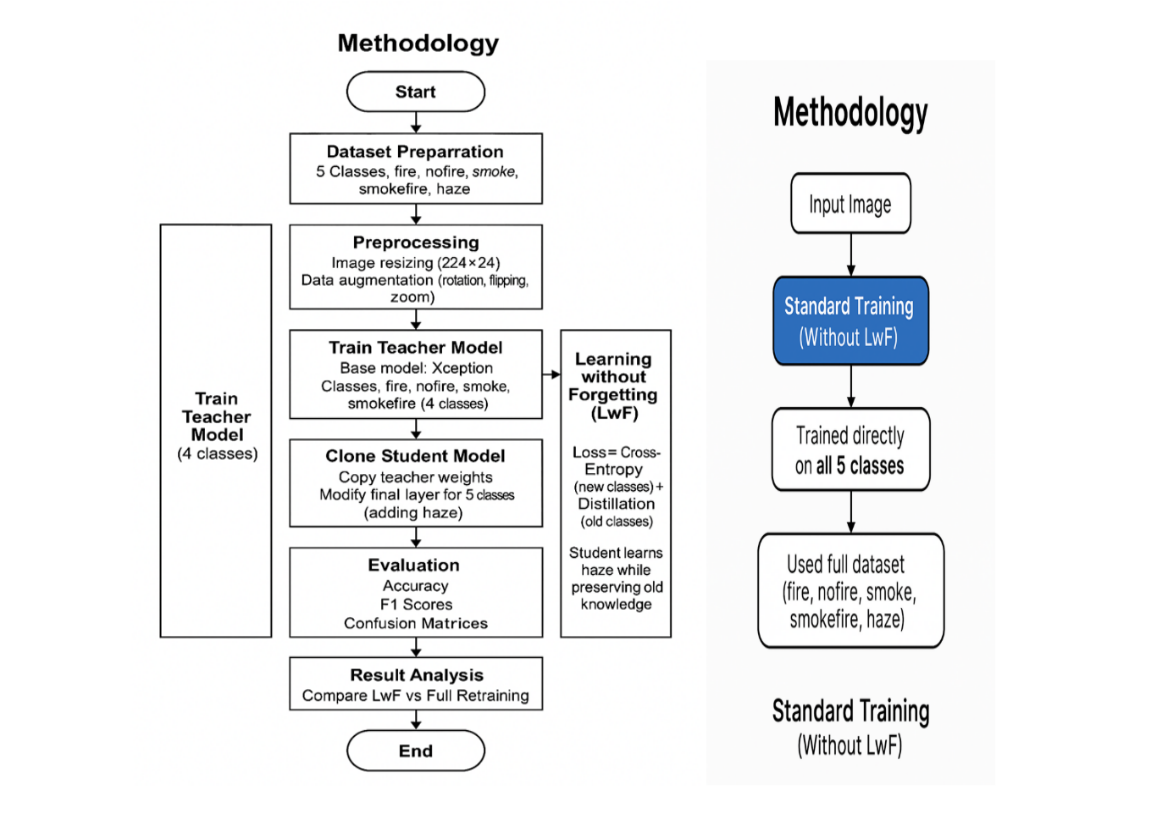 Methodology
Start
Dataset Preparration
5 Classes, fire, nofire, smoke,
smokefire, haze
Preprocessing
Image resizing (224×24)
Data augmentation (rotation, flipping,
zoom)
Train Teacher Model
Base model: Xception
Classes, fire, nofire, smoke,
smokefire (4 classes)
Clone Student Model
Copy teacher weights
Modify final layer for 5 classes
(adding haze)
Evaluation
Accuracy
F1 Scores
Confusion Matrices
Result Analysis
Compare LwF vs Full Retraining
End
Train
Teacher
Model
(4 classes)
Learning
without
Forgetting
(LwF)
Loss = Cross-
Entropy
(new classes) +
Distillation
(old classes)
Student learns
haze while
preserving old
knowledge
Methodology
Input Image
Standard Training
(Without LwF)
Trained directly
on all 5 classes
Used full dataset
(fire, nofire, smoke,
smokefire, haze)
Standard Training
(Without LwF)